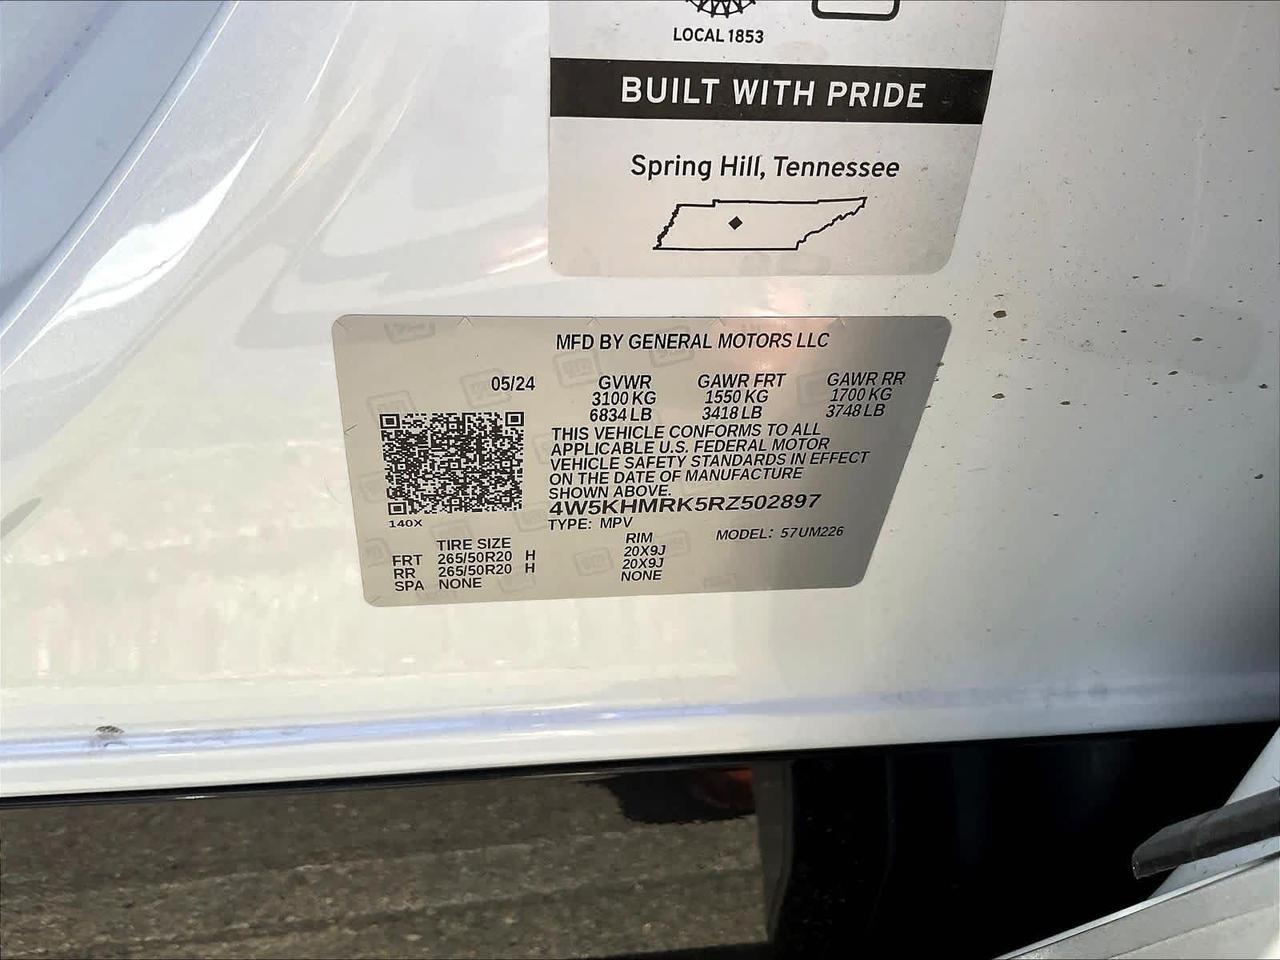 LOCAL 1853
BUILT WITH PRIDE
Spring Hill, Tennessee
MFD BY GENERAL MOTORS LLC
05/24 GVWR GAWR FRT GAWR RR
3100 KG 1550 KG 1700 KG
6834 LB 3418 LB 3748 LB
THIS VEHICLE CONFORMS TO ALL
APPLICABLE U.S. FEDERAL MOTOR
VEHICLE SAFETY STANDARDS IN EFFECT
ON THE DATE OF MANUFACTURE
SHOWN ABOVE.
4W5KHMRK5RZ502897
140X TYPE: MPV MODEL: 57UM226
TIRE SIZE RIM
FRT 265/50R20 H 20X9J
RR 265/50R20 H 20X9J
SPA NONE NONE